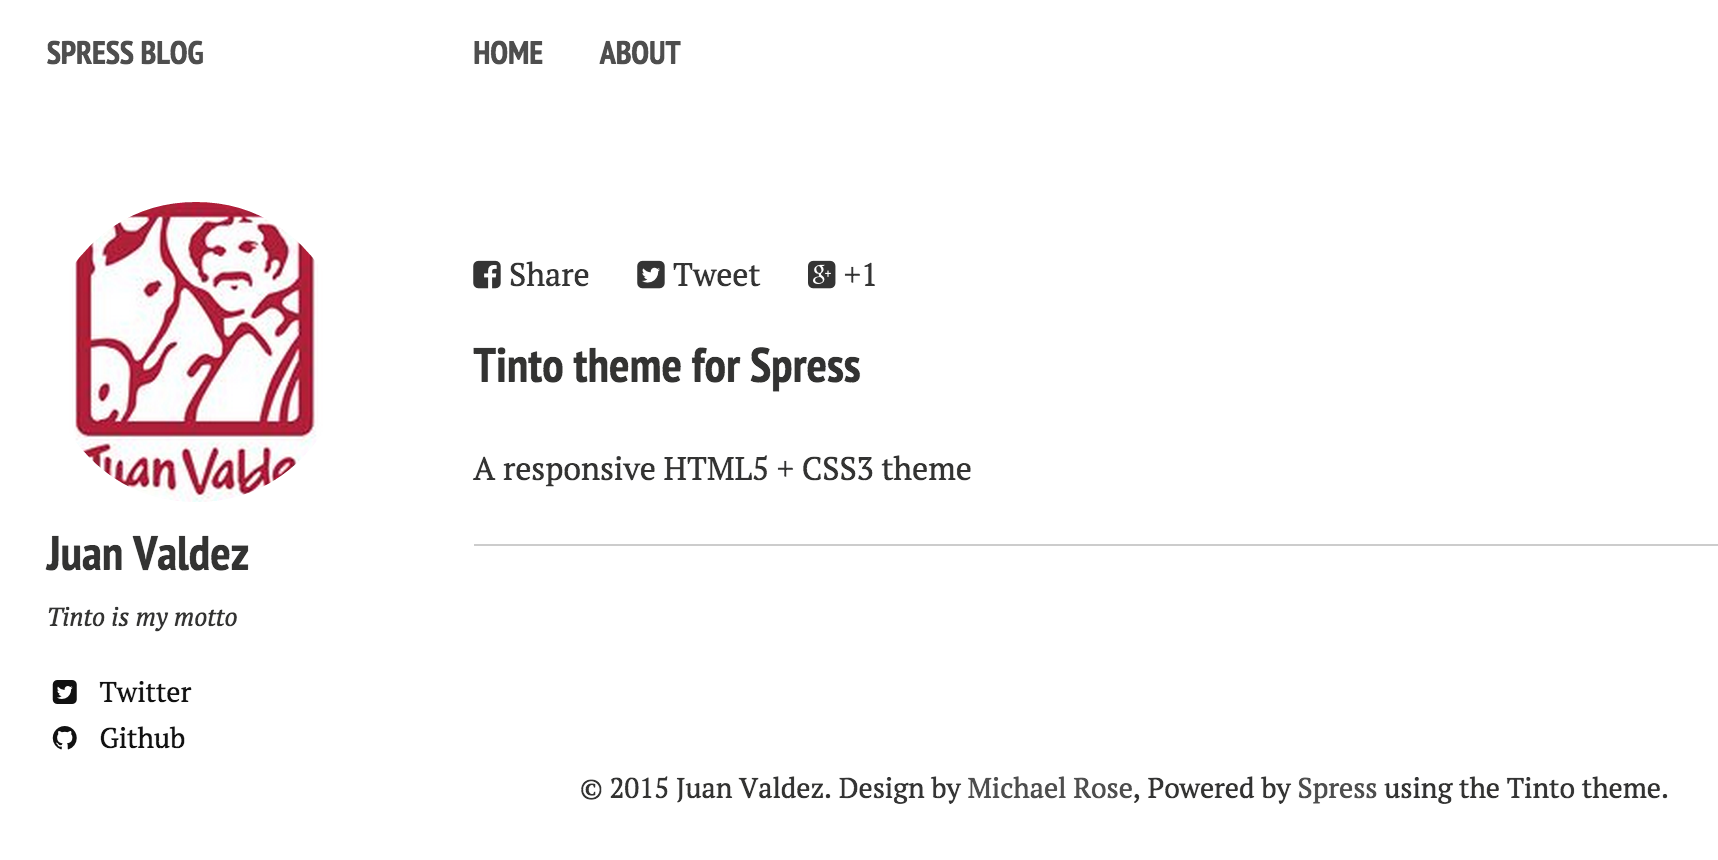 SPRESS BLOG
HOME ABOUT
Juan Valde
Juan Valdez
Tinto is my motto
Twitter
Github
Share Tweet g+ +1
Tinto theme for Spress
A responsive HTML5 + CSS3 theme
© 2015 Juan Valdez. Design by Michael Rose, Powered by Spress using the Tinto theme.